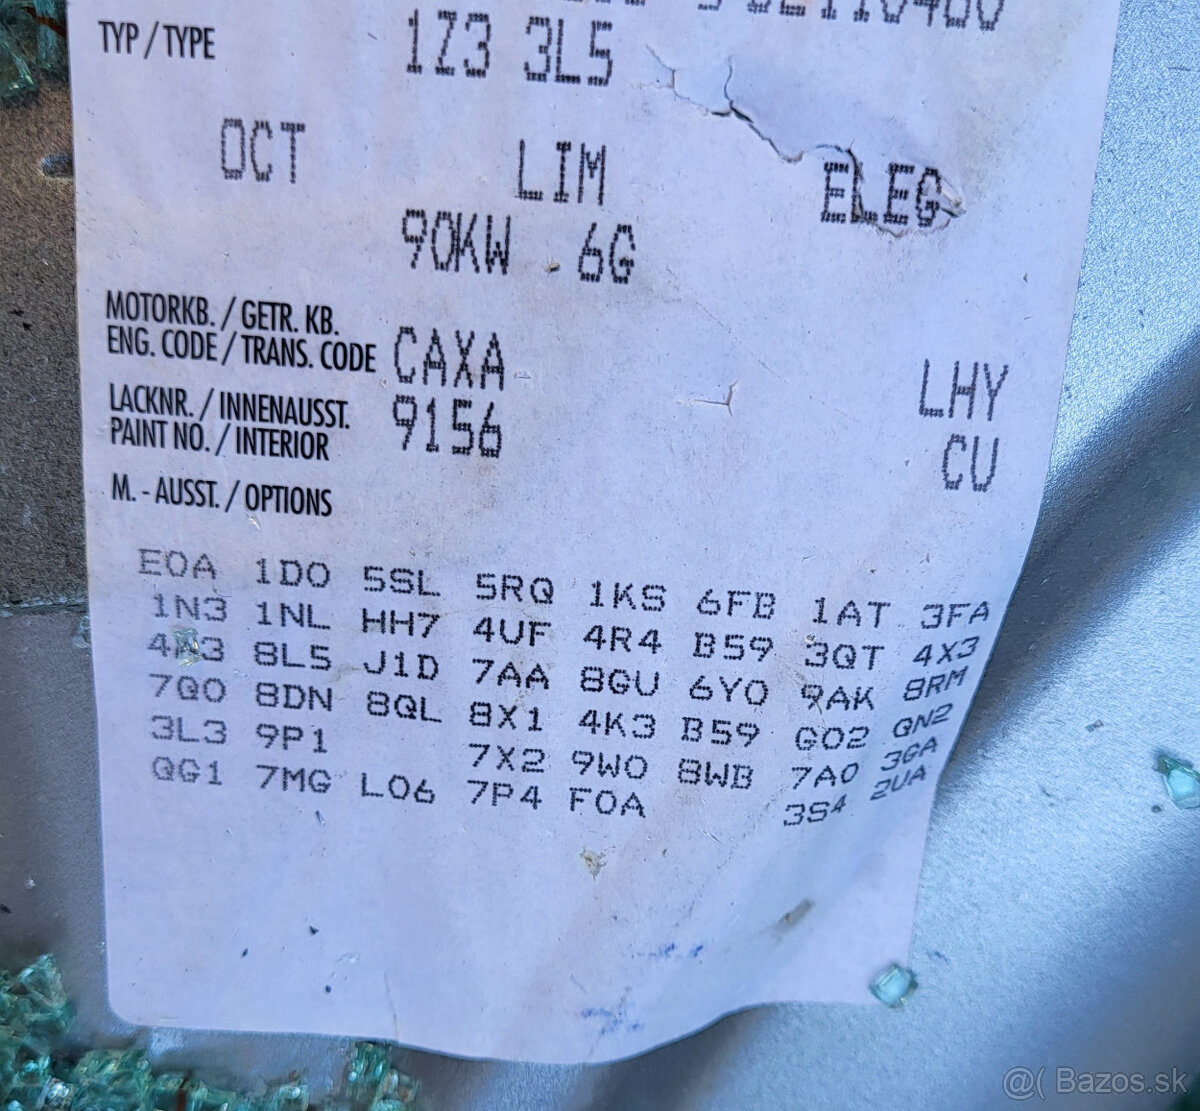 TYP / TYPE 1Z3 3L5
OCT LIM ELEG
90KW 6G
MOTORKB. / GETR. KB.
ENG. CODE / TRANS. CODE CAXA LHY
LACKNR. / INNENAUSST.
PAINT NO. / INTERIOR 9156 CU
M. - AUSST. / OPTIONS
E0A 1D0 5SL 5RQ 1KS 6FB 1AT 3FA
1N3 1NL HH7 4UF 4R4 B59 3QT 4X3
8L5 J1D 7AA 8GU 6Y0 9AK 8RM
7Q0 8DN 8QL 8X1 4K3 B59 G02 QN2
3L3 9P1 7X2 9W0 8WB 7A0 3GA
QG1 7MG L06 7P4 F0A 3S4 2UA
@( Bazos.sk